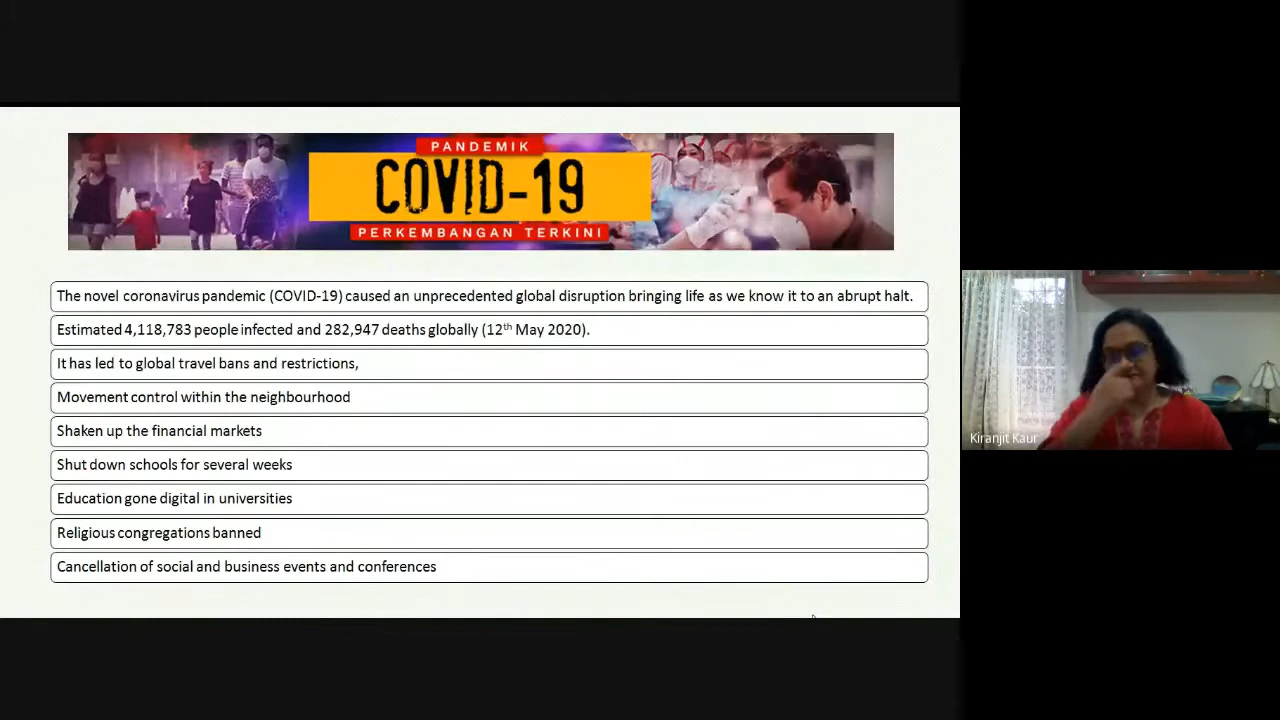 PANDEMIK
COVID-19
PERKEMBANGAN TERKINI
The novel coronavirus pandemic (COVID-19) caused an unprecedented global disruption bringing life as we know it to an abrupt halt.
Estimated 4,118,783 people infected and 282,947 deaths globally (12th May 2020).
It has led to global travel bans and restrictions,
Movement control within the neighbourhood
Shaken up the financial markets
Shut down schools for several weeks
Education gone digital in universities
Religious congregations banned
Cancellation of social and business events and conferences
Kiranjit Kaur